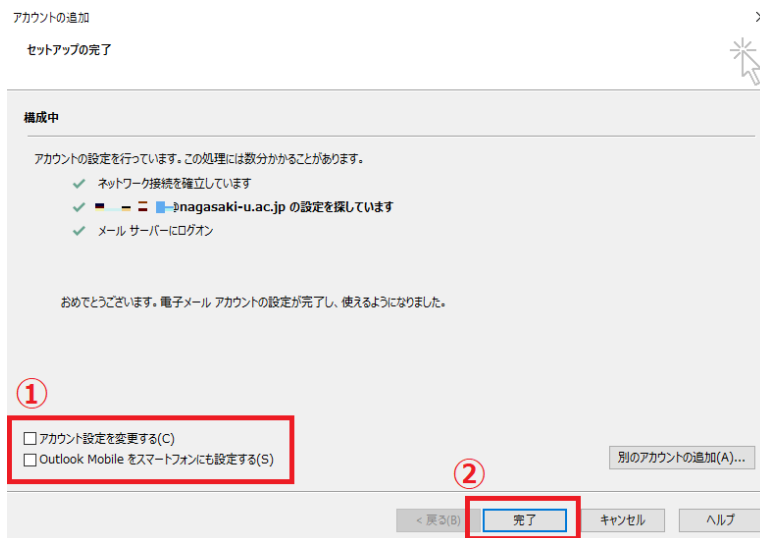 アカウントの追加
セットアップの完了
構成中
アカウントの設定を行っています。この処理には数分かかることがあります。
✓ ネットワーク接続を確立しています
✓ @nagasaki-u.ac.jp の設定を探しています
✓ メール サーバーにログオン
おめでとうございます。電子メール アカウントの設定が完了し、使えるようになりました。
①
アカウント設定を変更する(C)
Outlook Mobile をスマートフォンにも設定する(S)
別のアカウントの追加(A)...
②
< 戻る(B)
完了
キャンセル
ヘルプ